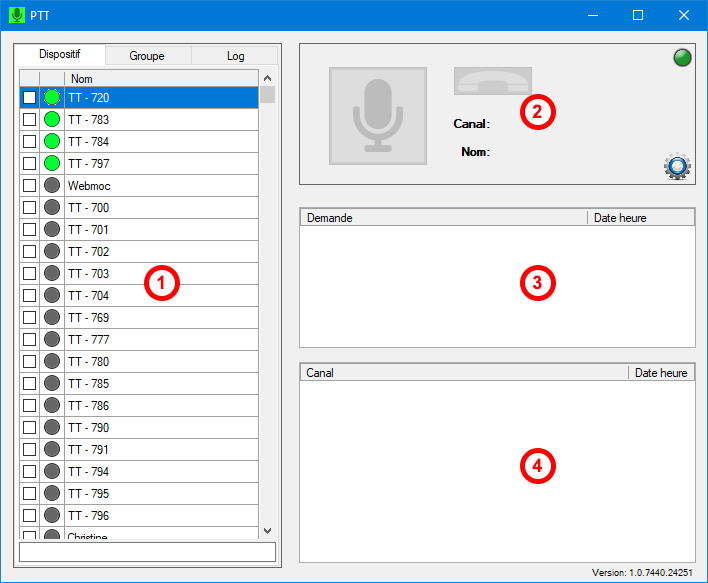 PTT
Dispositif
Groupe
Log
Nom
TT - 720
TT - 783
TT - 784
TT - 797
Webmoc
TT - 700
TT - 701
TT - 702
TT - 703
TT - 704
TT - 769
TT - 777
TT - 780
TT - 785
TT - 786
TT - 790
TT - 791
TT - 794
TT - 795
TT - 796
Christine
1
Canal:
Nom:
2
Demande
Date heure
3
Canal
Date heure
4
Version: 1.0.7440.24251